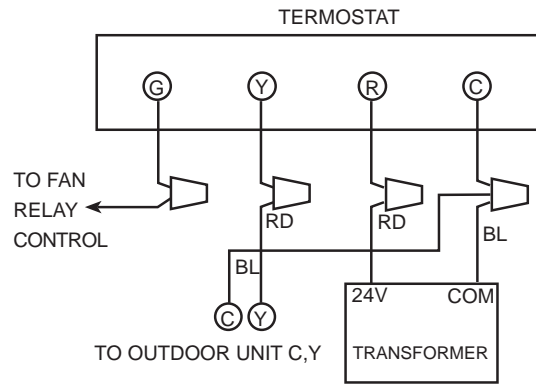 TERMOSTAT
G Y R C
TO FAN
RELAY
CONTROL
RD RD BL
BL
24V COM
C Y
TO OUTDOOR UNIT C,Y
TRANSFORMER